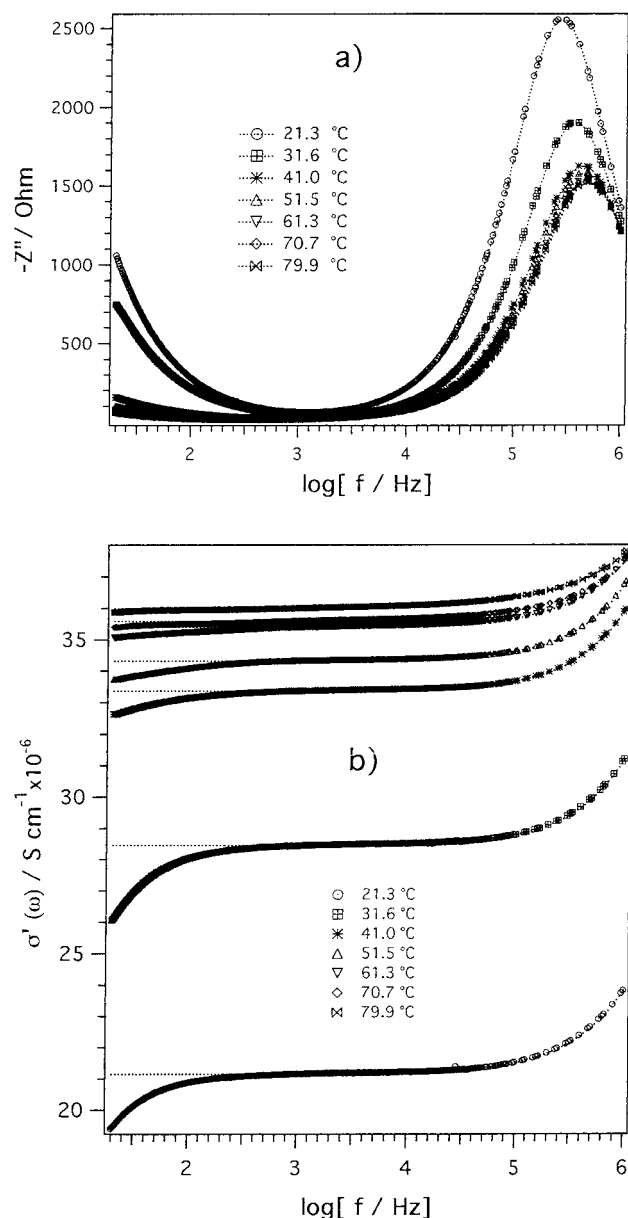 2500
a)
2000
1500
1000
500
-Z"/ Ohm
21.3 °C
31.6 °C
41.0 °C
51.5 °C
61.3 °C
70.7 °C
79.9 °C
2 3 4 5 6
log[ f / Hz]
35
30
25
20
σ' (ω) / S cm⁻¹ x10⁻⁶
b)
21.3 °C
31.6 °C
41.0 °C
51.5 °C
61.3 °C
70.7 °C
79.9 °C
2 3 4 5 6
log[ f / Hz]